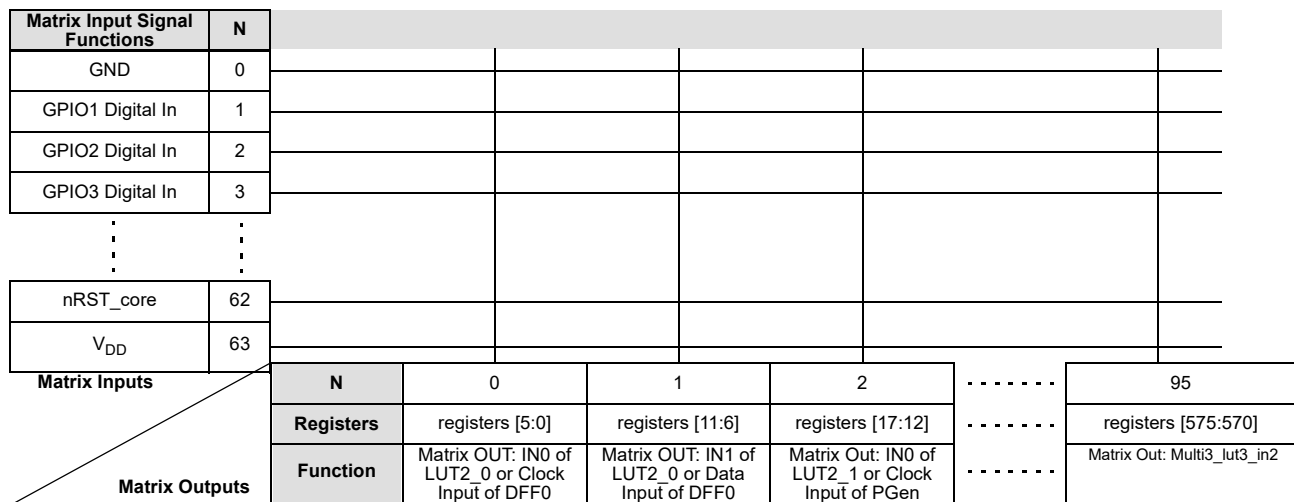 Matrix Input Signal
Functions
N
GND
0
GPIO1 Digital In
1
GPIO2 Digital In
2
GPIO3 Digital In
3
nRST_core
62
VDD
63
Matrix Inputs
N
0
1
2
95
Registers
registers [5:0]
registers [11:6]
registers [17:12]
registers [575:570]
Matrix Outputs
Function
Matrix OUT: IN0 of
LUT2_0 or Clock
Input of DFF0
Matrix OUT: IN1 of
LUT2_0 or Data
Input of DFF0
Matrix Out: IN0 of
LUT2_1 or Clock
Input of PGen
Matrix Out: Multi3_lut3_in2